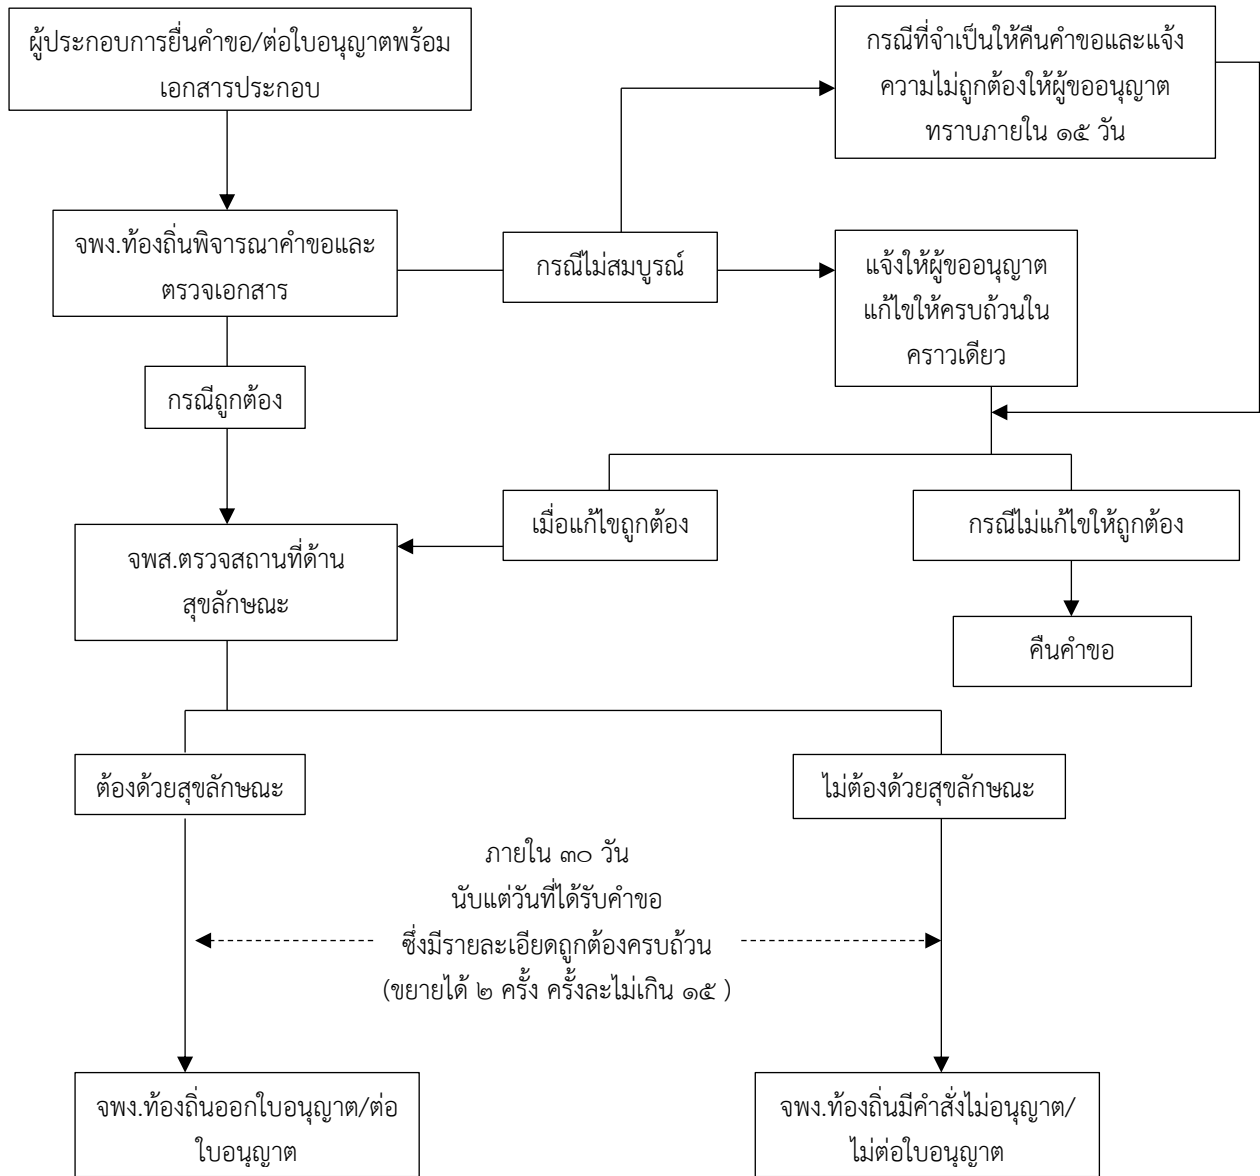 ผู้ประกอบการยื่นคำขอ/ต่อใบอนุญาตพร้อม
เอกสารประกอบ
กรณีที่จำเป็นให้คืนคำขอและแจ้ง
ความไม่ถูกต้องให้ผู้ขออนุญาต
ทราบภายใน ๑๕ วัน
จพง.ท้องถิ่นพิจารณาคำขอและ
ตรวจเอกสาร
กรณีไม่สมบูรณ์
แจ้งให้ผู้ขออนุญาต
แก้ไขให้ครบถ้วนใน
คราวเดียว
กรณีถูกต้อง
เมื่อแก้ไขถูกต้อง
กรณีไม่แก้ไขให้ถูกต้อง
จพส.ตรวจสถานที่ด้าน
สุขลักษณะ
คืนคำขอ
ต้องด้วยสุขลักษณะ
ไม่ต้องด้วยสุขลักษณะ
ภายใน ๓๐ วัน
นับแต่วันที่ได้รับคำขอ
ซึ่งมีรายละเอียดถูกต้องครบถ้วน
(ขยายได้ ๒ ครั้ง ครั้งละไม่เกิน ๑๕ )
จพง.ท้องถิ่นออกใบอนุญาต/ต่อ
ใบอนุญาต
จพง.ท้องถิ่นมีคำสั่งไม่อนุญาต/
ไม่ต่อใบอนุญาต